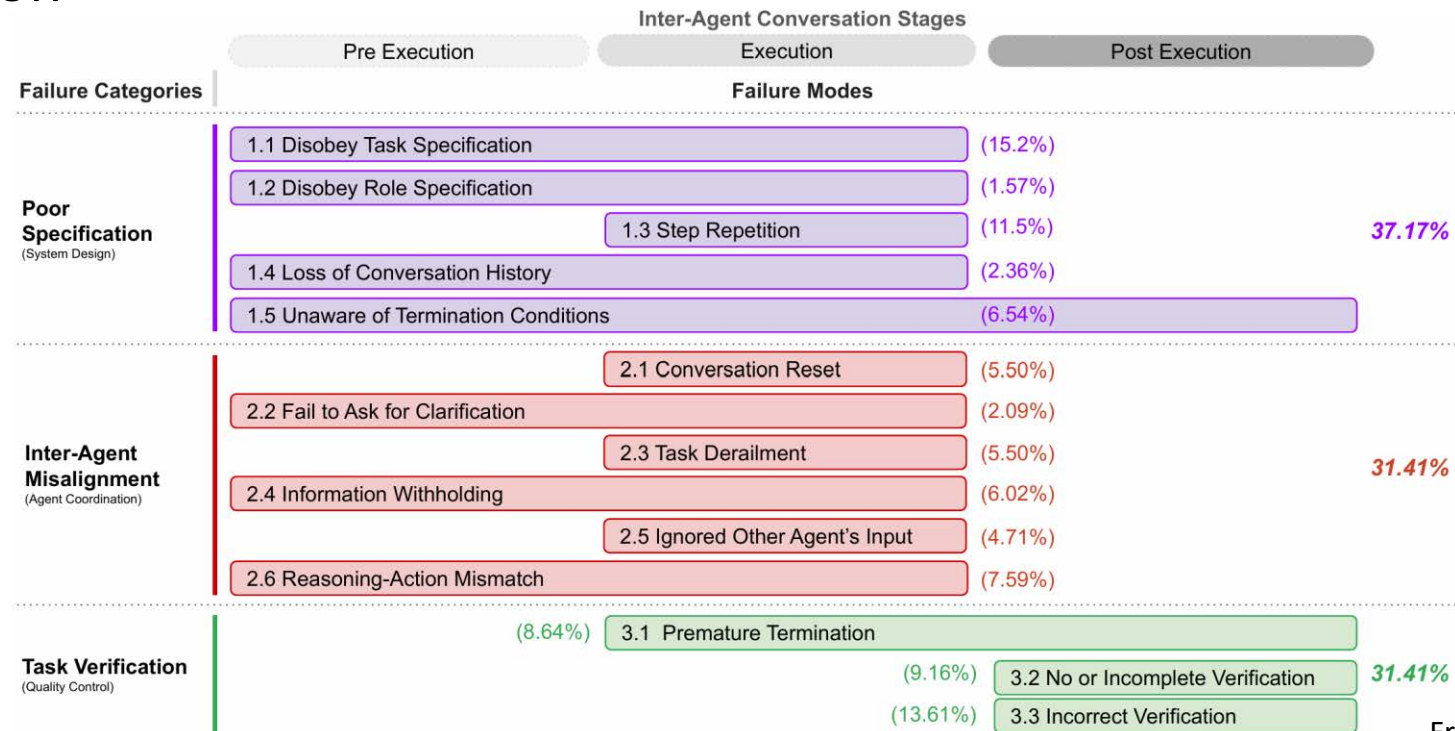 Inter-Agent Conversation Stages
Pre Execution Execution Post Execution
Failure Categories Failure Modes
Poor
Specification
(System Design)
1.1 Disobey Task Specification (15.2%)
1.2 Disobey Role Specification (1.57%)
1.3 Step Repetition (11.5%)
1.4 Loss of Conversation History (2.36%)
1.5 Unaware of Termination Conditions (6.54%)
37.17%
Inter-Agent
Misalignment
(Agent Coordination)
2.1 Conversation Reset (5.50%)
2.2 Fail to Ask for Clarification (2.09%)
2.3 Task Derailment (5.50%)
2.4 Information Withholding (6.02%)
2.5 Ignored Other Agent's Input (4.71%)
2.6 Reasoning-Action Mismatch (7.59%)
31.41%
Task Verification
(Quality Control)
(8.64%) 3.1 Premature Termination
(9.16%) 3.2 No or Incomplete Verification
(13.61%) 3.3 Incorrect Verification
31.41%